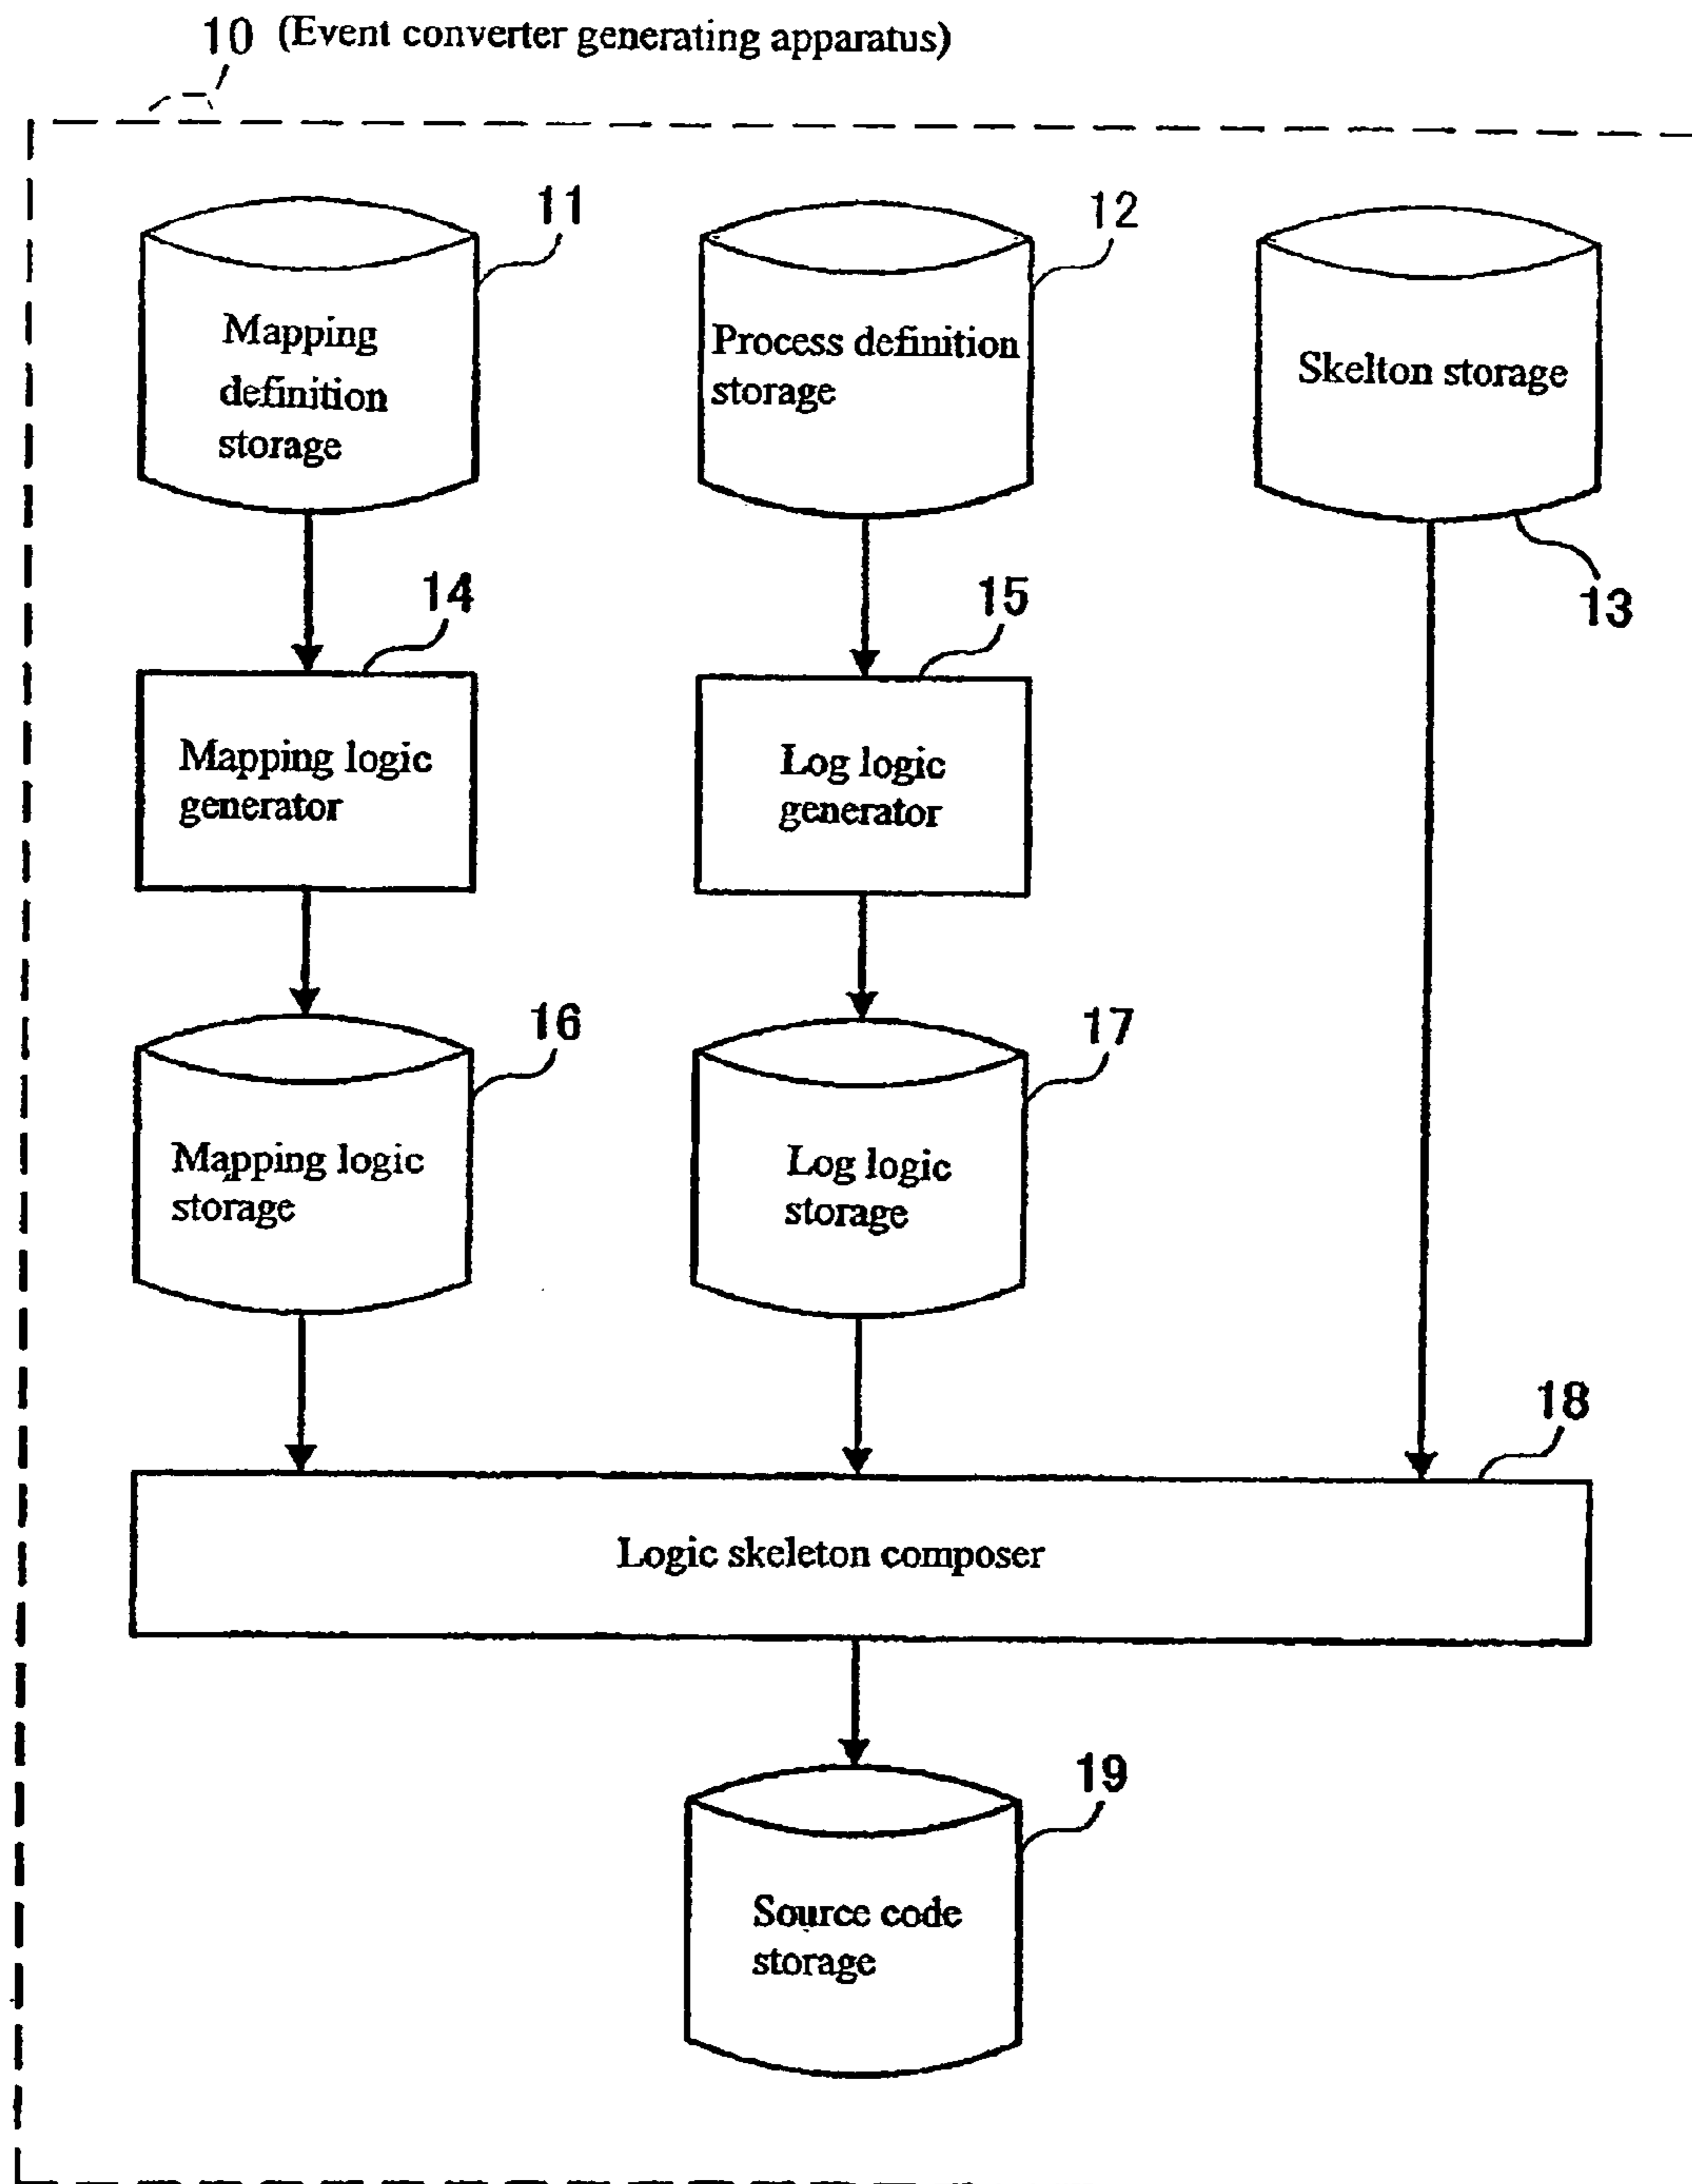 10 (Event converter generating apparatus)
11
12
Mapping
definition
storage
Process definition
storage
Skelton storage
13
14
15
Mapping logic
generator
Log logic
generator
16
17
Mapping logic
storage
Log logic
storage
18
Logic skeleton composer
19
Source code
storage